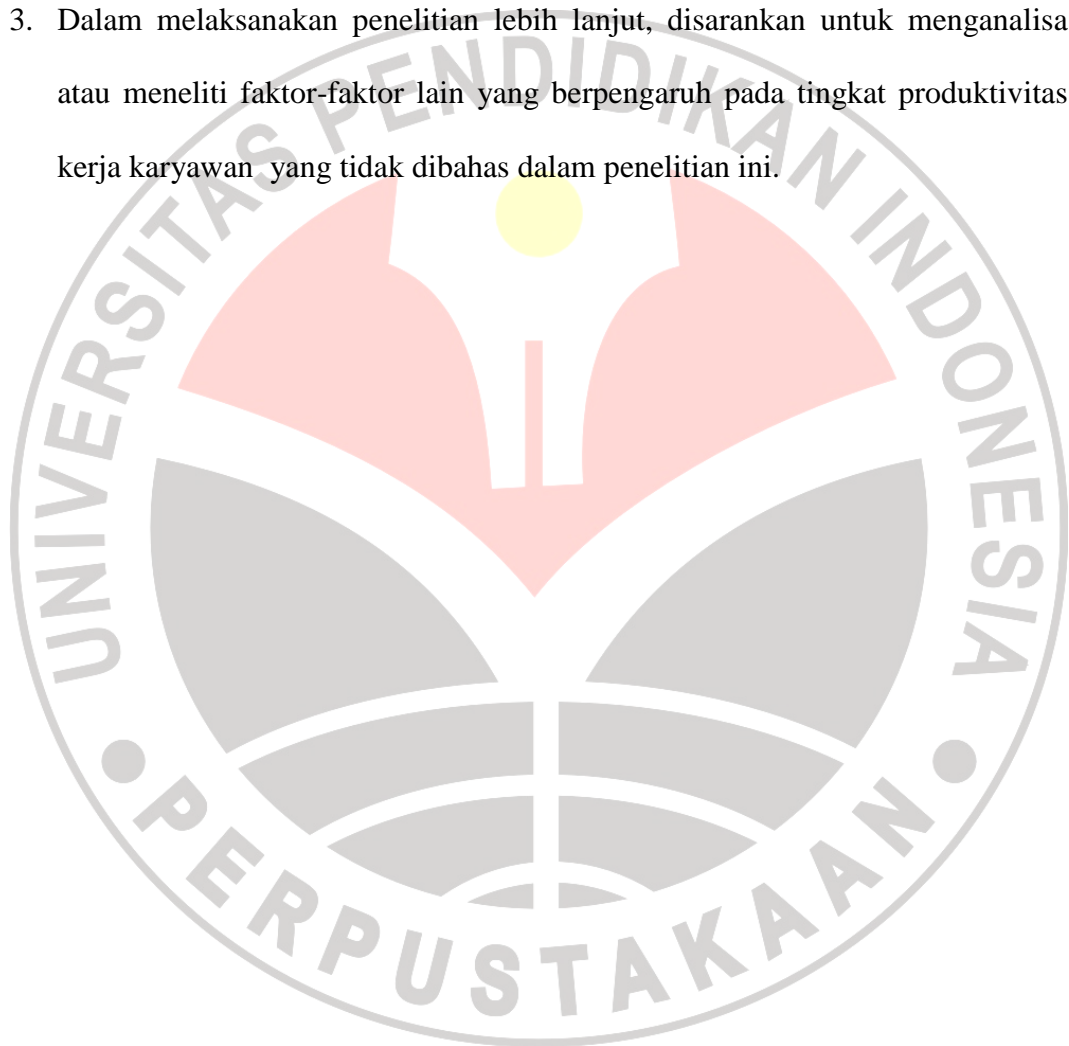 3. Dalam melaksanakan penelitian lebih lanjut, disarankan untuk menganalisa
atau meneliti faktor-faktor lain yang berpengaruh pada tingkat produktivitas
kerja karyawan  yang tidak dibahas dalam penelitian ini.
UNIVERSITAS PENDIDIKAN INDONESIA
PERPUSTAKAAN